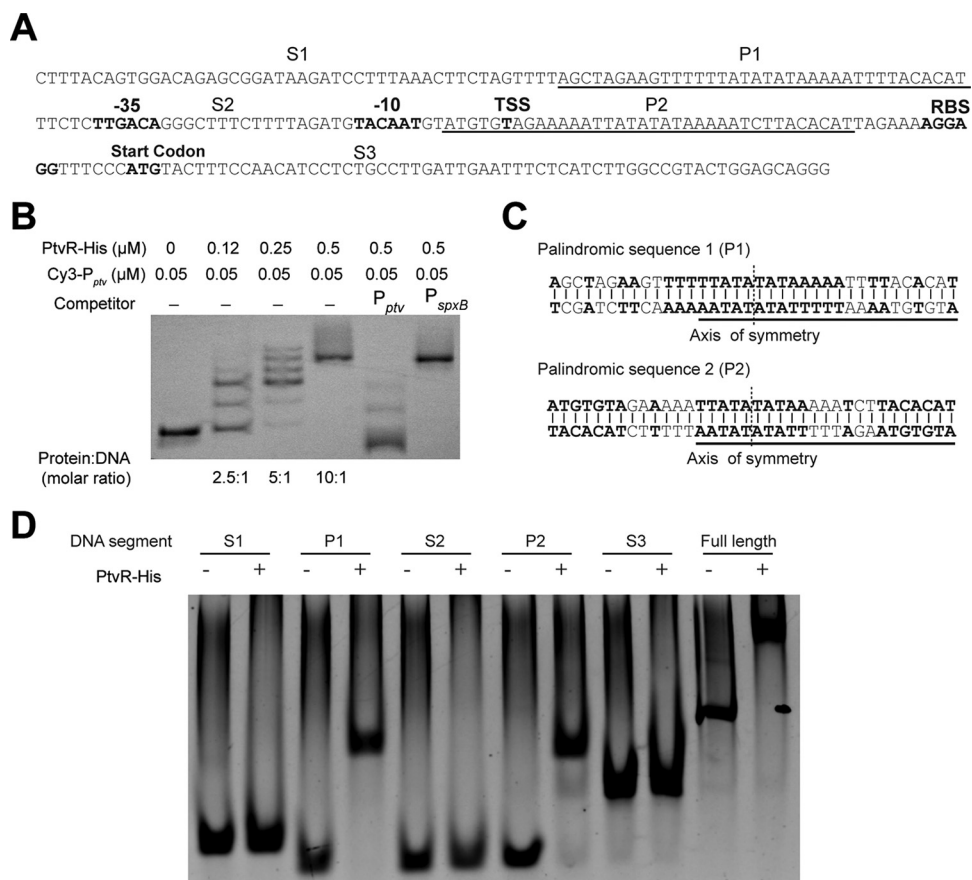 A
S1 P1
CTTTACAGTGGACAGAGCGGATAAGATCCTTTAAACTTCTAGTTTTAGCTAGAAGTTTTTTATATATAAAAATTTTACACAT
-35 S2 -10 TSS P2 RBS
TTCTCTTGACAGGGCTTTCTTTTAGATGTACAATGTATGTGTAGAAAAATTATATATAAAAATCTTACACATTAGAAAAGGA
Start Codon S3
GGTTTCCCATGTACTTTCCAACATCCTCTGCCTTGATTGAATTTCTCATCTTGGCCGTACTGGAGCAGGG
B
PtvR-His (µM) 0 0.12 0.25 0.5 0.5 0.5
Cy3-Pptv (µM) 0.05 0.05 0.05 0.05 0.05 0.05
Competitor – – – – Pptv PspxB
Protein:DNA
(molar ratio) 2.5:1 5:1 10:1
C
Palindromic sequence 1 (P1)
AGCTAGAAGTTTTTTATATATAAAAATTTTACACAT
TCGATCTTCAAAAAATATATATTTTTAAAATGTGTA
Axis of symmetry
Palindromic sequence 2 (P2)
ATGTGTAGAAAAATTATATATAAAAATCTTACACAT
TACACATCTTTTTAATATATATTTTTAGAATGTGTA
Axis of symmetry
D
DNA segment S1 P1 S2 P2 S3 Full length
PtvR-His - + - + - + - + - + - +